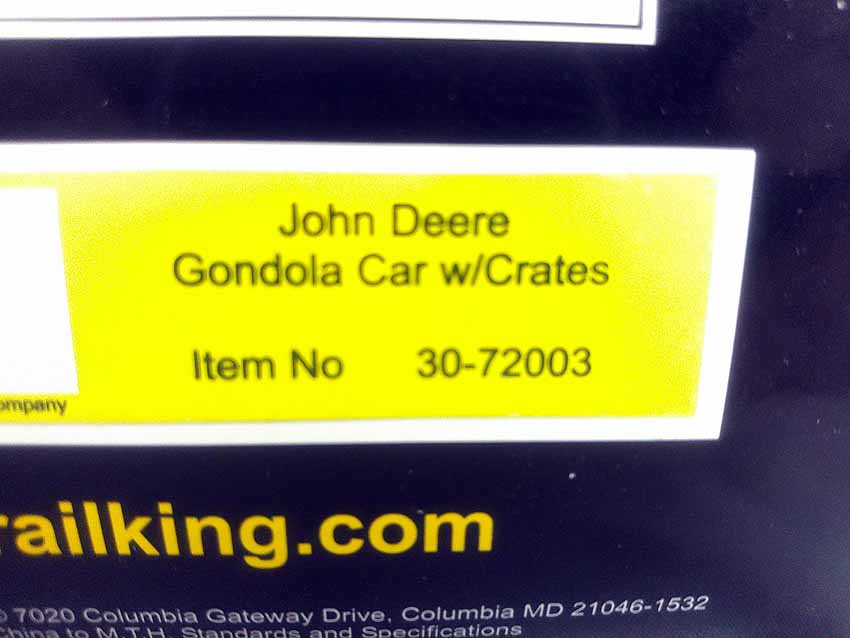 John Deere
Gondola Car w/Crates
Item No 30-72003
ompany
railking.com
© 7020 Columbia Gateway Drive, Columbia MD 21046-1532
China to M.T.H. Standards and Specifications